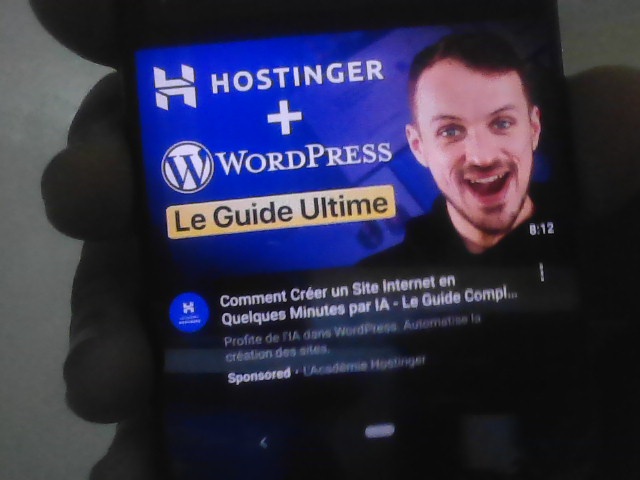 HOSTINGER
+
WORDPRESS
Le Guide Ultime
8:12
Comment Créer un Site Internet en
Quelques Minutes par IA - Le Guide Compl...
Profite de l'IA dans WordPress. Automatise la
création des sites.
Sponsored · L'Académie Hostinger